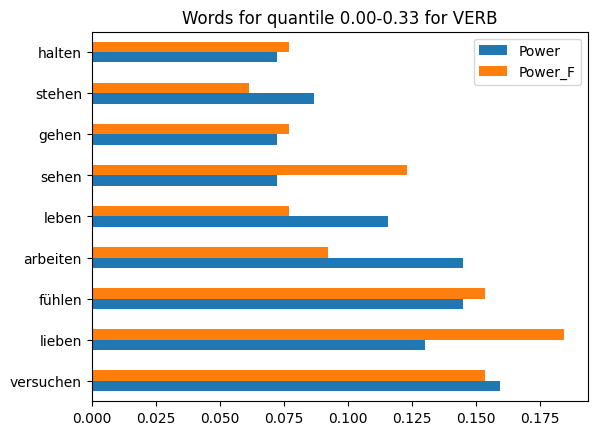 Words for quantile 0.00-0.33 for VERB
Power
Power_F
halten
stehen
gehen
sehen
leben
arbeiten
fühlen
lieben
versuchen
0.000 0.025 0.050 0.075 0.100 0.125 0.150 0.175